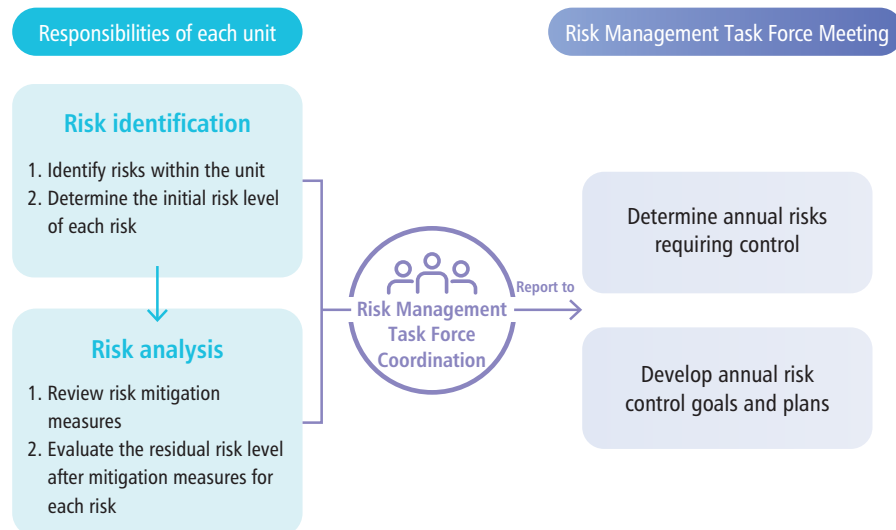 Responsibilities of each unit
Risk Management Task Force Meeting
Risk identification
1. Identify risks within the unit
2. Determine the initial risk level
of each risk
Risk analysis
1. Review risk mitigation
measures
2. Evaluate the residual risk level
after mitigation measures for
each risk
Risk Management
Task Force
Coordination
Report to
Determine annual risks
requiring control
Develop annual risk
control goals and plans